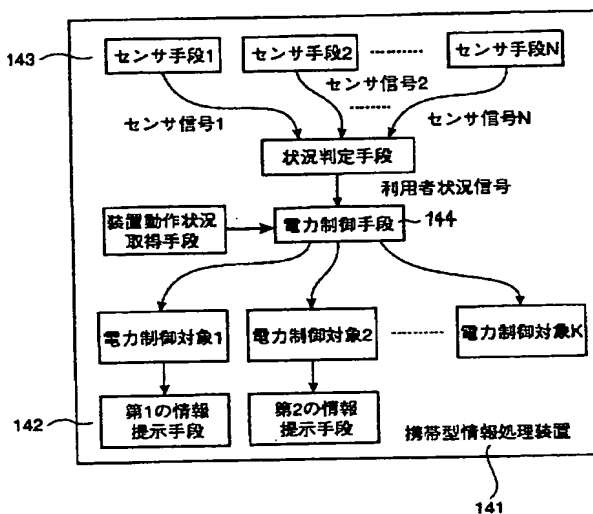 143
センサ手段1
センサ手段2
センサ手段N
センサ信号1
センサ信号2
センサ信号N
状況判定手段
利用者状況信号
装置動作状況
取得手段
電力制御手段
144
電力制御対象1
電力制御対象2
電力制御対象K
142
第1の情報
提示手段
第2の情報
提示手段
携帯型情報処理装置
141